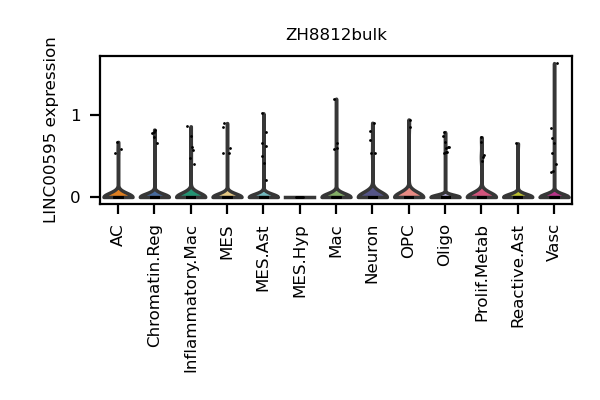 ZH8812bulk
LINC00595 expression
1
0
AC
Chromatin.Reg
Inflammatory.Mac
MES
MES.Ast
MES.Hyp
Mac
Neuron
OPC
Oligo
Prolif.Metab
Reactive.Ast
Vasc